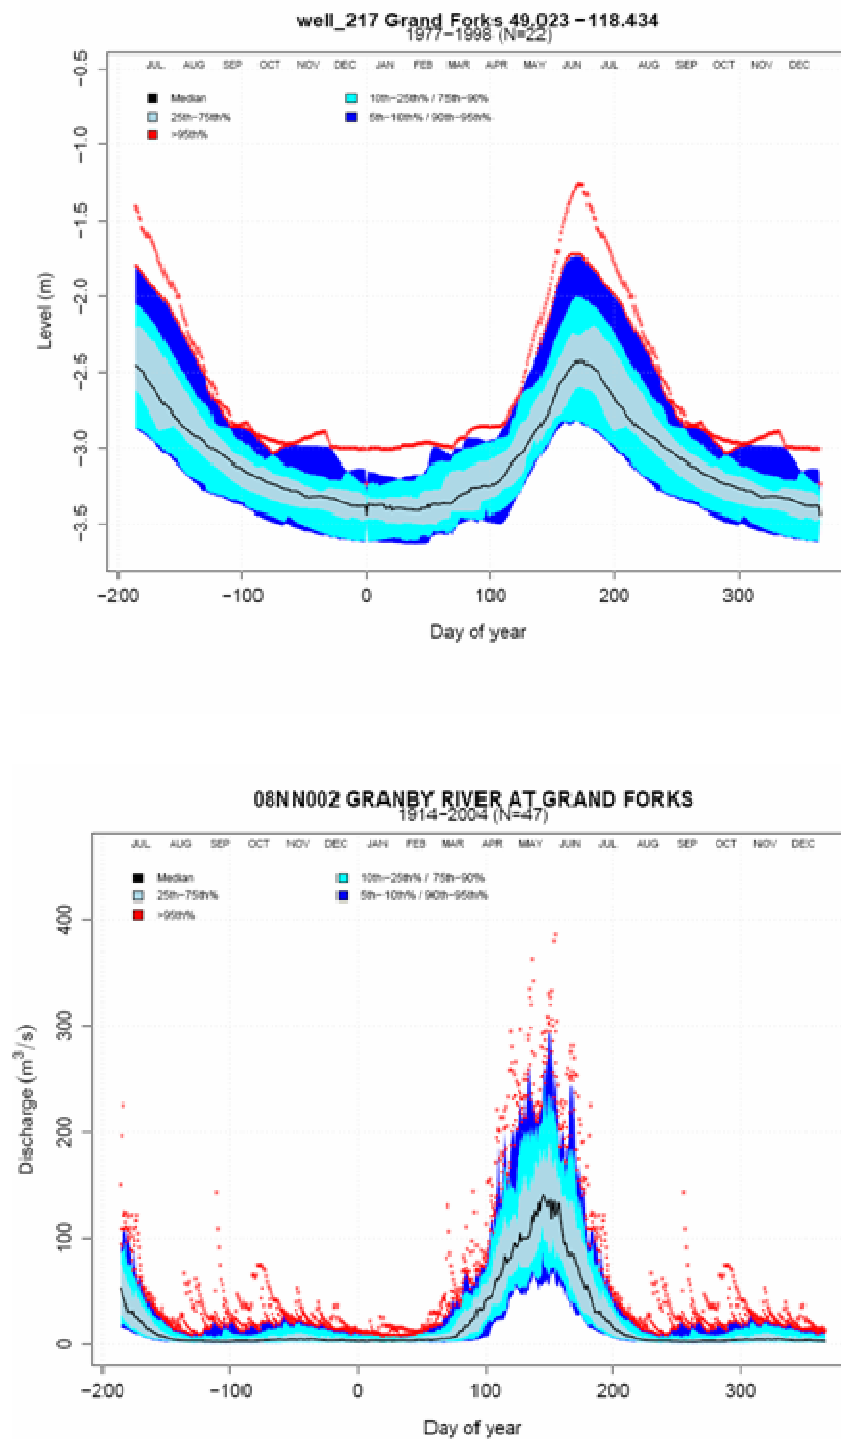 well_217 Grand Forks 49.023 −118.434
1977−1998 (N=22)
JUL AUG SEP OCT NOV DEC JAN FEB MAR APR MAY JUN JUL AUG SEP OCT NOV DEC
Median 10th−25th% / 75th−90%
25th−75th% 5th−10th% / 90th−95th%
>95th%
−0.5
−1.0
−1.5
−2.0
−2.5
−3.0
−3.5
Level (m)
−200 −100 0 100 200 300
Day of year
08NN002 GRANBY RIVER AT GRAND FORKS
1914−2004 (N=47)
JUL AUG SEP OCT NOV DEC JAN FEB MAR APR MAY JUN JUL AUG SEP OCT NOV DEC
Median 10th−25th% / 75th−90%
25th−75th% 5th−10th% / 90th−95th%
>95th%
400
300
200
100
0
Discharge (m³/s)
−200 −100 0 100 200 300
Day of year